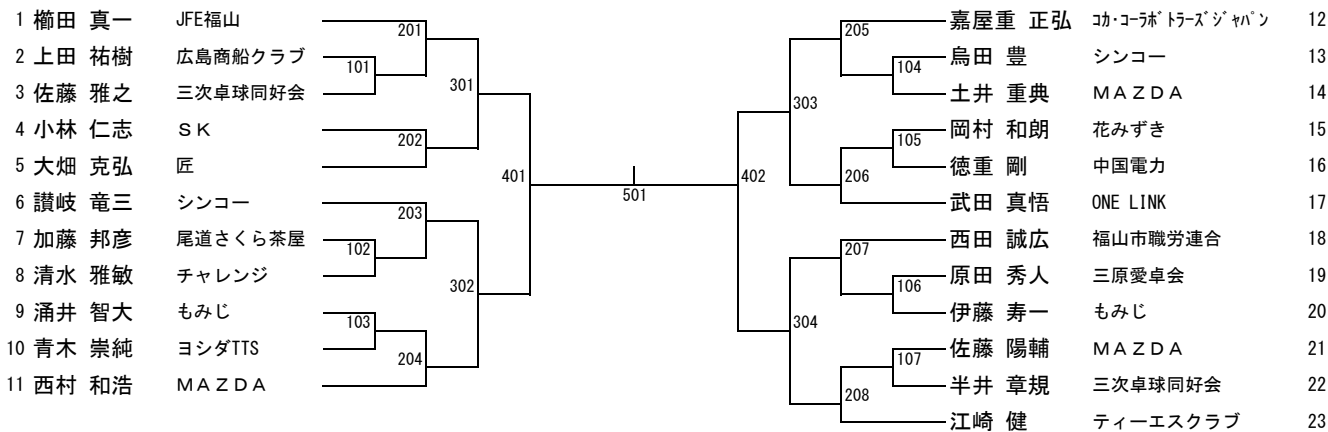 1 櫛田 真一 JFE福山
2 上田 祐樹 広島商船クラブ
3 佐藤 雅之 三次卓球同好会
4 小林 仁志 ＳＫ
5 大畑 克弘 匠
6 讃岐 竜三 シンコー
7 加藤 邦彦 尾道さくら茶屋
8 清水 雅敏 チャレンジ
9 涌井 智大 もみじ
10 青木 崇純 ヨシダTTS
11 西村 和浩 ＭＡＺＤＡ
201
101
301
202
401
203
102
302
103
204
501
205
104
303
105
402
206
207
106
304
107
208
嘉屋重 正弘 ｺｶ･ｺｰﾗﾎﾞﾄﾗｰｽﾞｼﾞｬﾊﾟﾝ 12
烏田 豊 シンコー 13
土井 重典 ＭＡＺＤＡ 14
岡村 和朗 花みずき 15
徳重 剛 中国電力 16
武田 真悟 ONE LINK 17
西田 誠広 福山市職労連合 18
原田 秀人 三原愛卓会 19
伊藤 寿一 もみじ 20
佐藤 陽輔 ＭＡＺＤＡ 21
半井 章規 三次卓球同好会 22
江崎 健 ティーエスクラブ 23